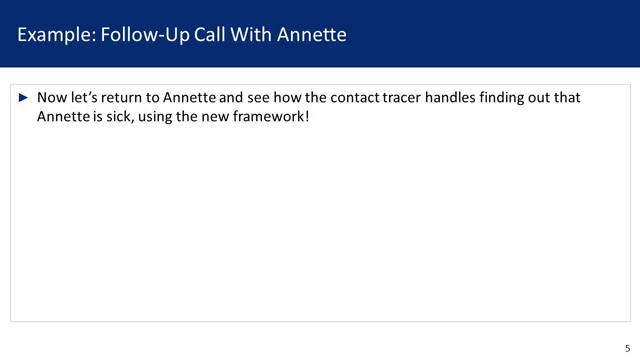 Example: Follow-Up Call With Annette
► Now let's return to Annette and see how the contact tracer handles finding out that
Annette is sick, using the new framework!
5